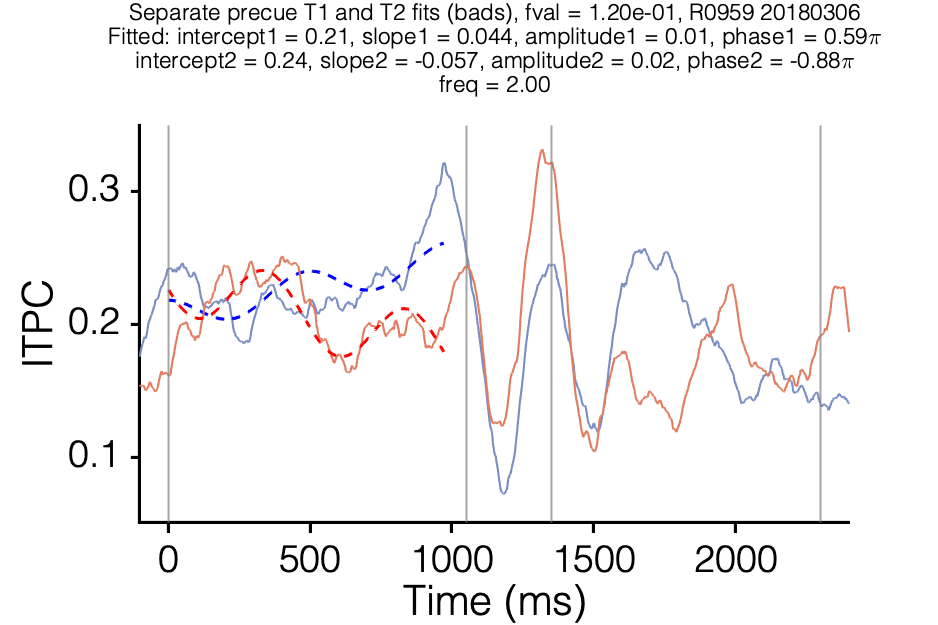 Separate precue T1 and T2 fits (bads), fval = 1.20e-01, R0959 20180306
Fitted: intercept1 = 0.21, slope1 = 0.044, amplitude1 = 0.01, phase1 = 0.59π
intercept2 = 0.24, slope2 = -0.057, amplitude2 = 0.02, phase2 = -0.88π
freq = 2.00
0.3
0.2
0.1
ITPC
0 500 1000 1500 2000
Time (ms)